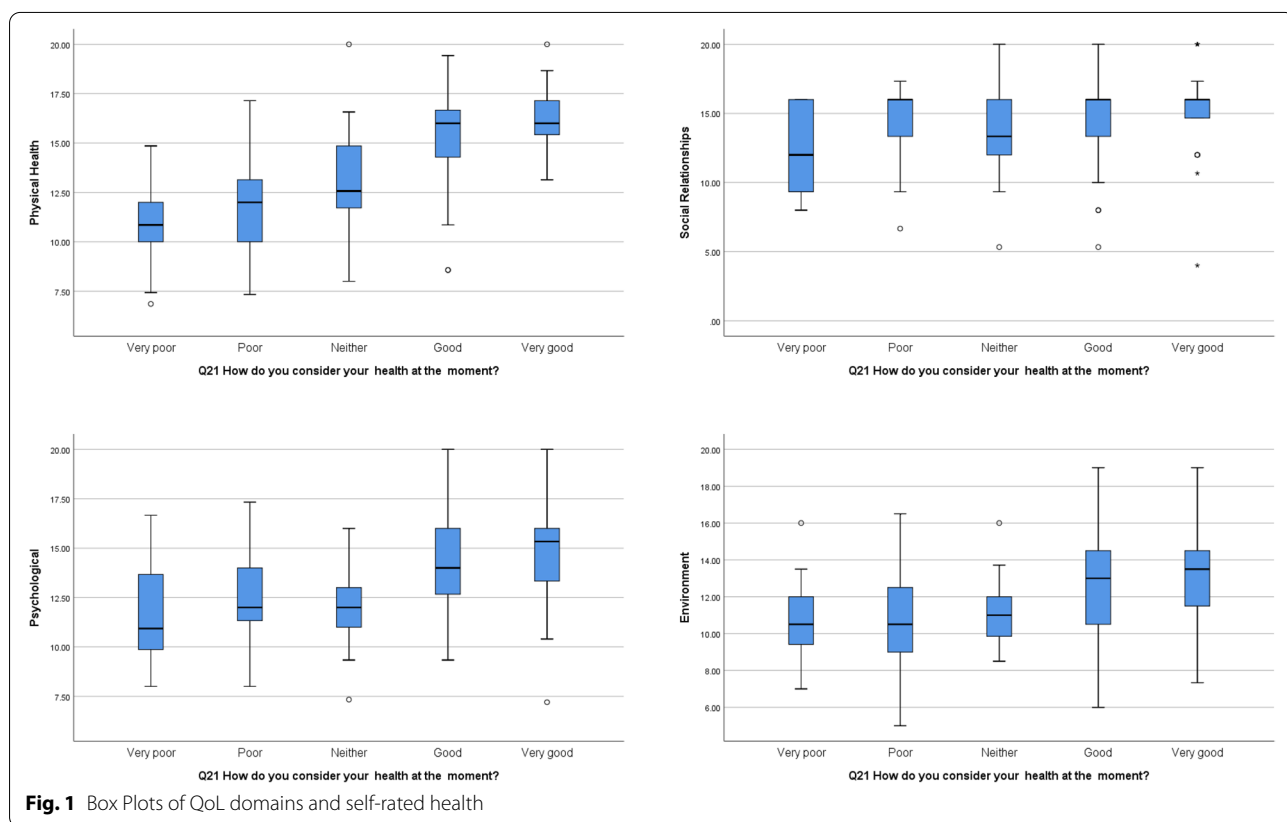 20.00
17.50
15.00
12.50
10.00
7.50
Physical Health
Very poor Poor Neither Good Very good
Q21 How do you consider your health at the moment?
20.00
15.00
10.00
5.00
.00
Social Relationships
Very poor Poor Neither Good Very good
Q21 How do you consider your health at the moment?
20.00
17.50
15.00
12.50
10.00
7.50
Psychological
Very poor Poor Neither Good Very good
Q21 How do you consider your health at the moment?
20.00
18.00
16.00
14.00
12.00
10.00
8.00
6.00
Environment
Very poor Poor Neither Good Very good
Q21 How do you consider your health at the moment?
Fig. 1 Box Plots of QoL domains and self-rated health